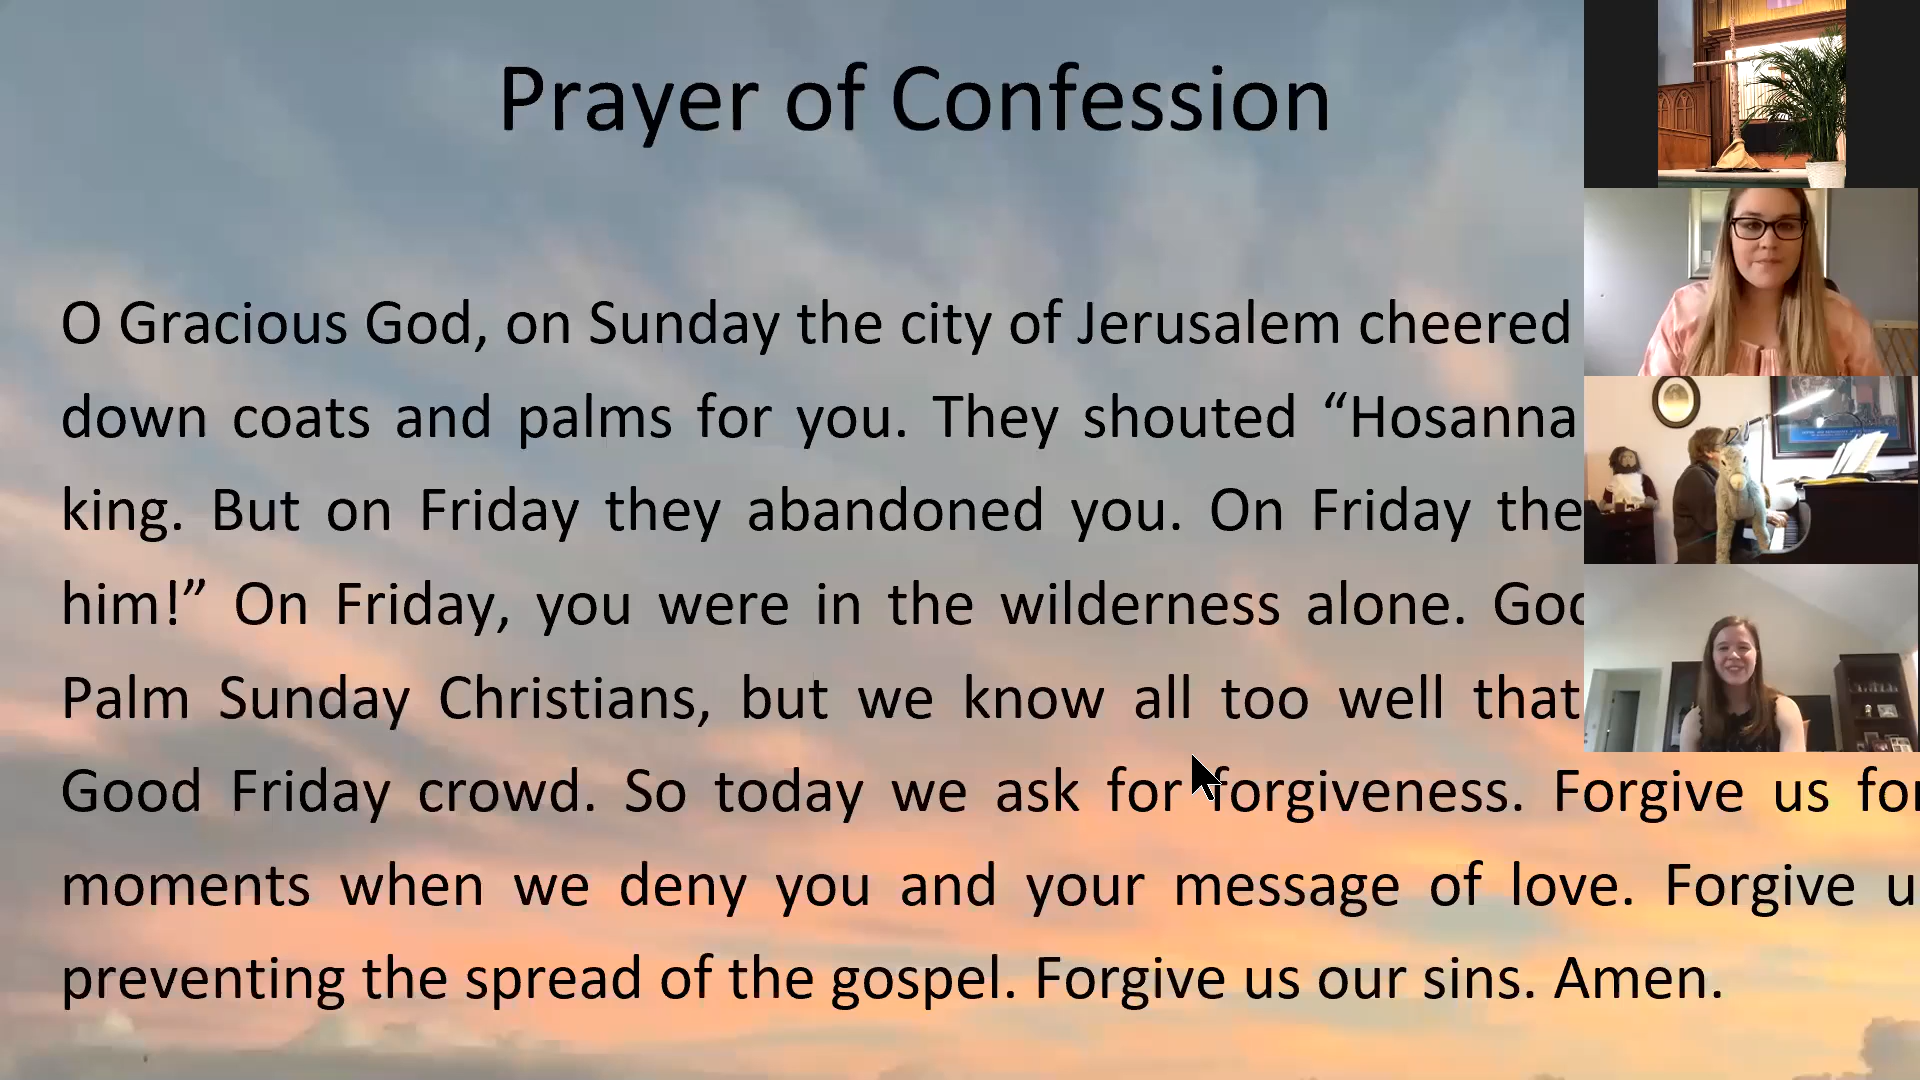 Prayer of Confession
O Gracious God, on Sunday the city of Jerusalem cheered
down coats and palms for you. They shouted “Hosanna
king. But on Friday they abandoned you. On Friday the
him!” On Friday, you were in the wilderness alone.
Palm Sunday Christians, but we know all too well that
Good Friday crowd. So today we ask for forgiveness. Forgive us for
moments when we deny you and your message of love. Forgive
preventing the spread of the gospel. Forgive us our sins. Amen.